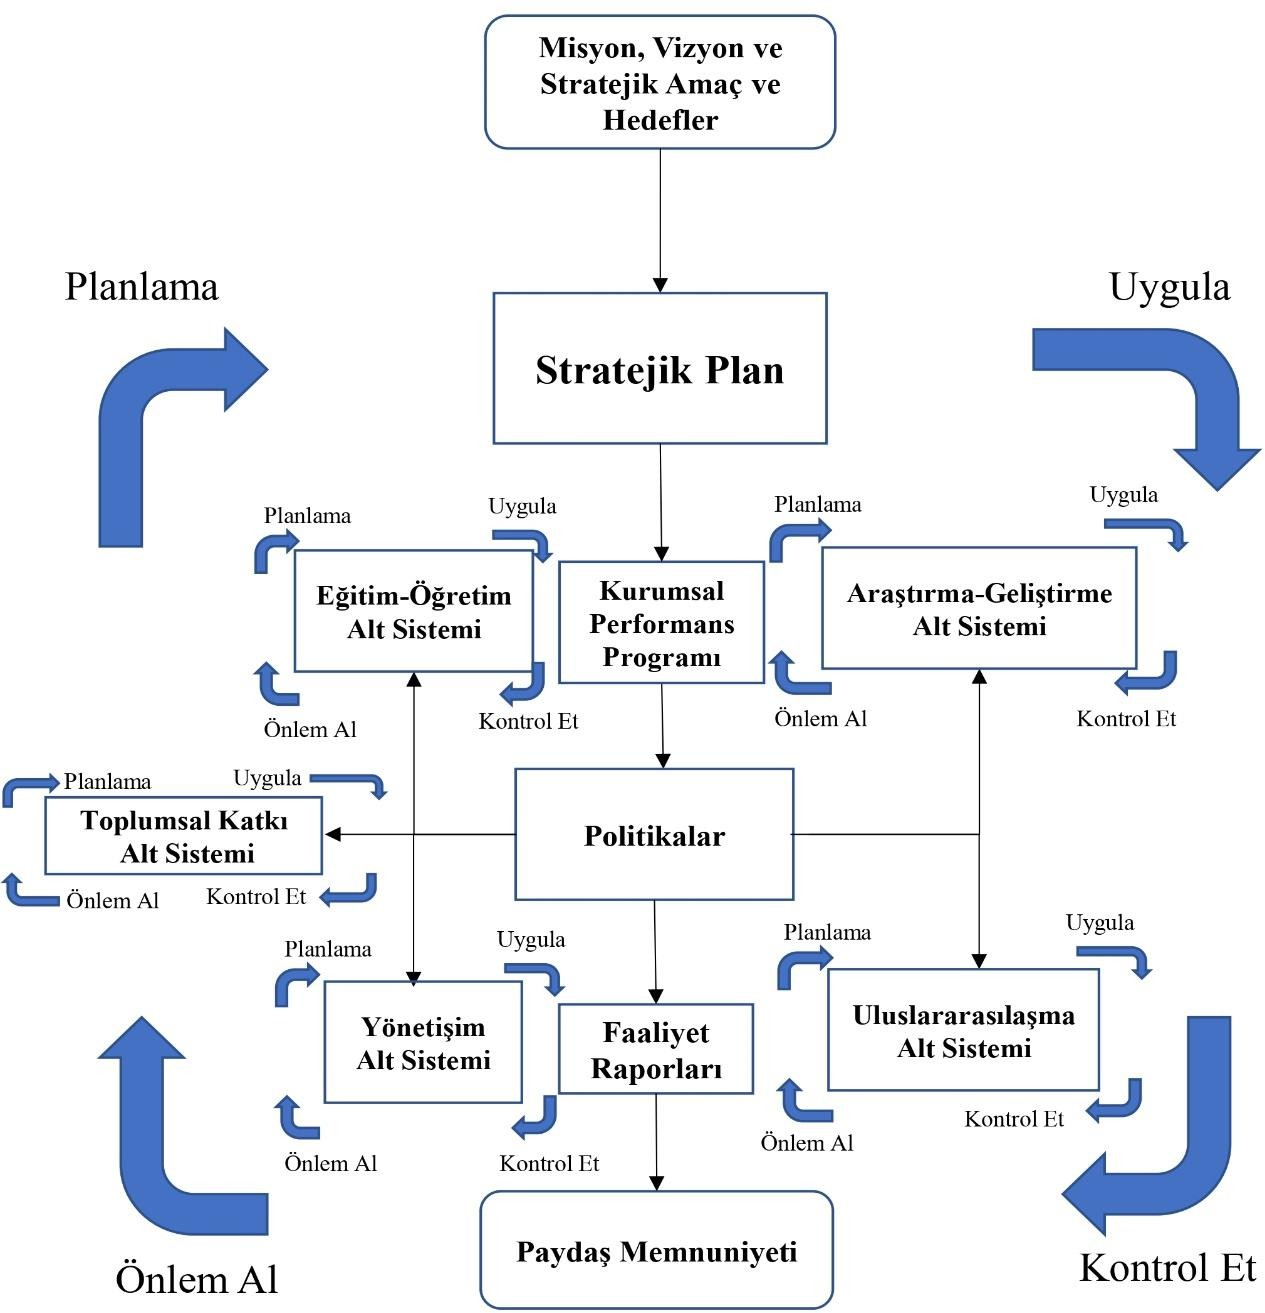 Misyon, Vizyon ve
Stratejik Amaç ve
Hedefler
Planlama
Uygula
Stratejik Plan
Planlama
Uygula
Eğitim-Öğretim
Alt Sistemi
Önlem Al
Kontrol Et
Kurumsal
Performans
Programı
Planlama
Uygula
Araştırma-Geliştirme
Alt Sistemi
Önlem Al
Kontrol Et
Planlama
Uygula
Toplumsal Katkı
Alt Sistemi
Önlem Al
Kontrol Et
Politikalar
Planlama
Uygula
Yönetişim
Alt Sistemi
Önlem Al
Kontrol Et
Faaliyet
Raporları
Planlama
Uygula
Uluslararasılaşma
Alt Sistemi
Önlem Al
Kontrol Et
Paydaş Memnuniyeti
Önlem Al
Kontrol Et